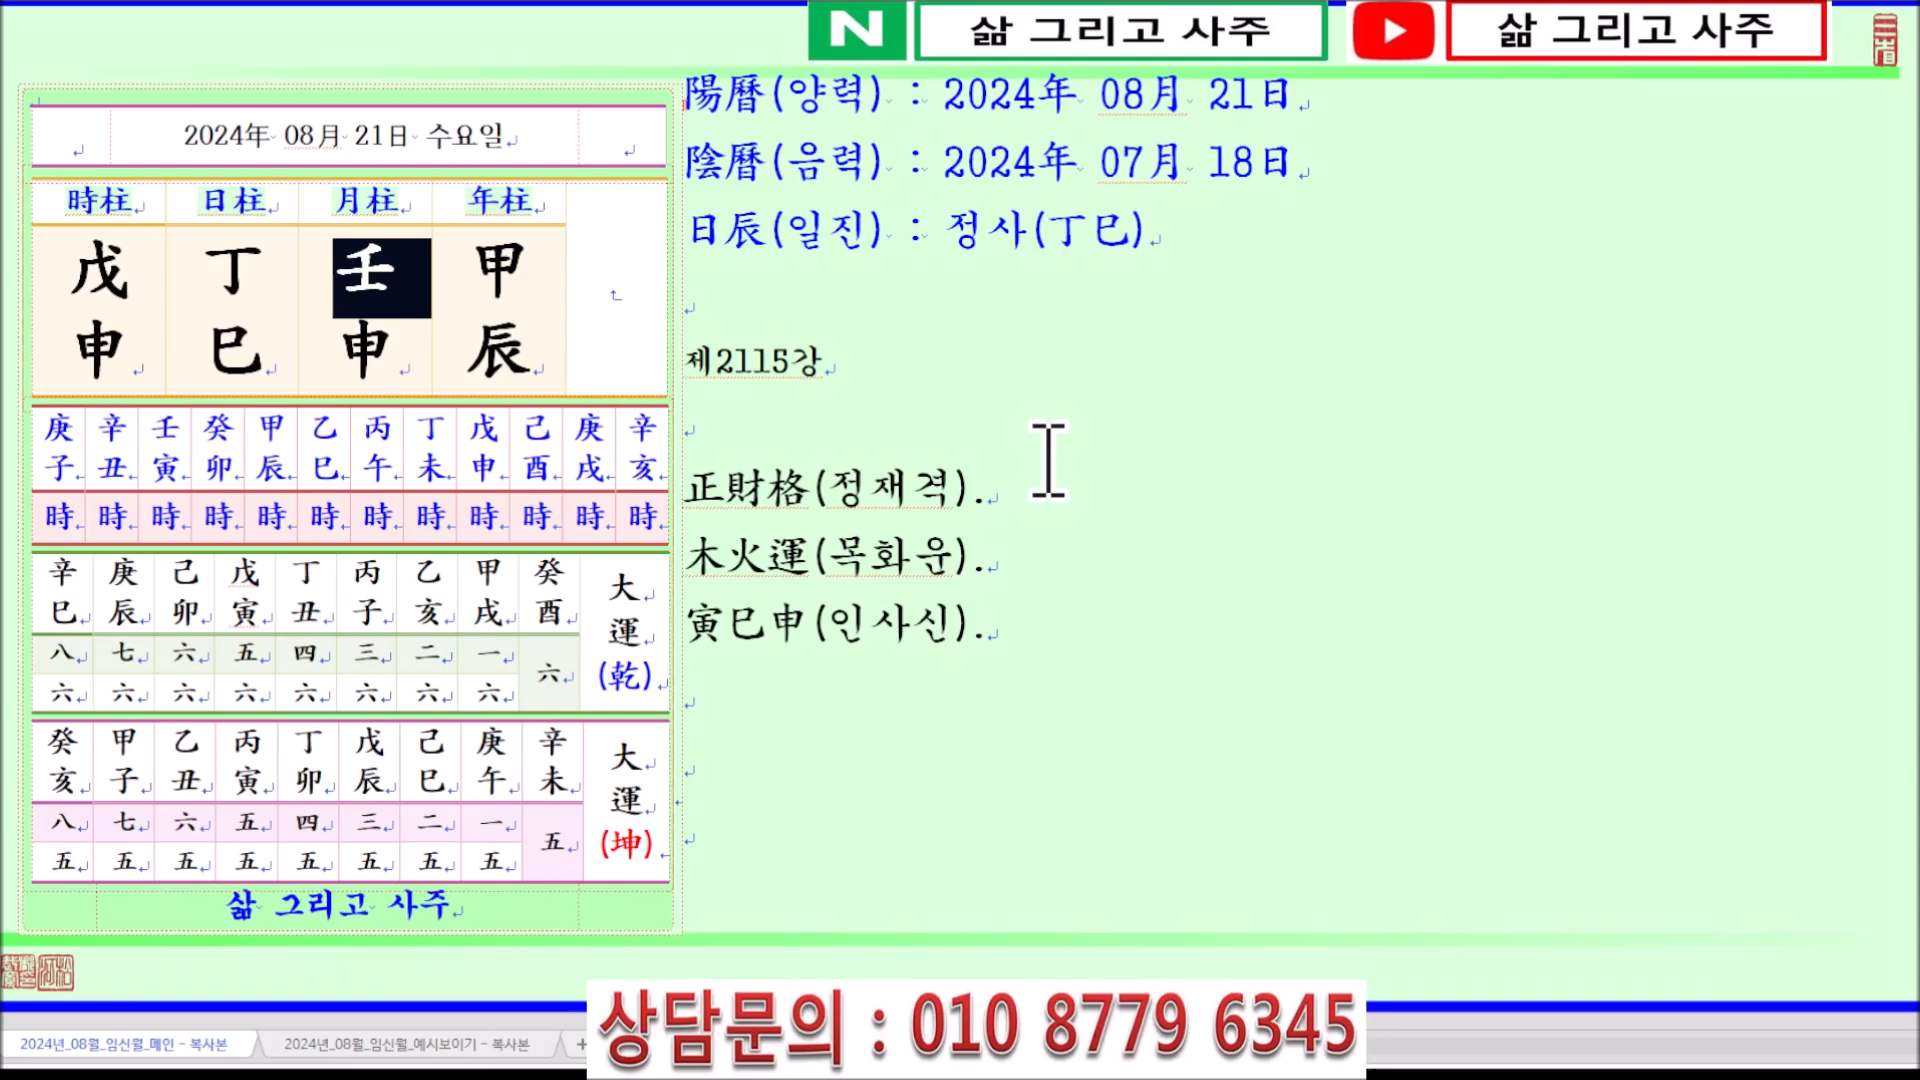 N 삶 그리고 사주
삶 그리고 사주
2024年 08月 21日 수요일
時柱 日柱 月柱 年柱
戊 丁 壬 甲
申 巳 申 辰
庚 辛 壬 癸 甲 乙 丙 丁 戊 己 庚 辛
子 丑 寅 卯 辰 巳 午 未 申 酉 戌 亥
時 時 時 時 時 時 時 時 時 時 時 時
辛 庚 己 戊 丁 丙 乙 甲 癸 大
巳 辰 卯 寅 丑 子 亥 戌 酉 運
八 七 六 五 四 三 二 一 六 (乾)
六 六 六 六 六 六 六 六
癸 甲 乙 丙 丁 戊 己 庚 辛 大
亥 子 丑 寅 卯 辰 巳 午 未 運
八 七 六 五 四 三 二 一 五 (坤)
五 五 五 五 五 五 五 五
삶 그리고 사주
陽曆(양력) : 2024年 08月 21日
陰曆(음력) : 2024年 07月 18日
日辰(일진) : 정사(丁巳)
제2115강
正財格(정재격).
木火運(목화운).
寅巳申(인사신).
2024년_08월_임신월_메인 - 복사본
2024년_08월_임신월_예시보이기 - 복사본
상담문의 : 010 8779 6345